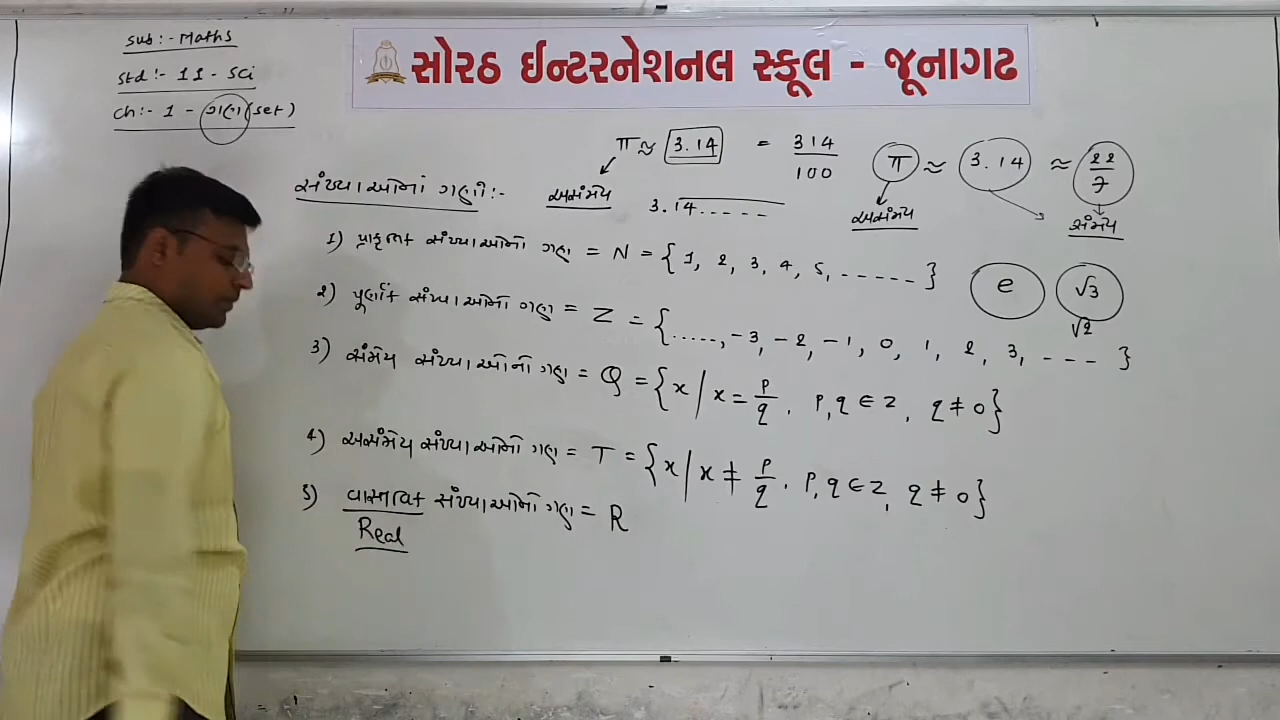 Sub :- Maths
Std :- 11 - Sci
Ch :- 1 - ગણ (set)
સોરઠ ઈન્ટરનેશનલ સ્કૂલ - જૂનાગઢ
π ≈ 3.14 = 314/100
અસંમેય
3.14.....
π ≈ 3.14 ≈ 22/7
અસંમેય
સંમેય
સંખ્યાઓનાં ગણો :-
1) પ્રાકૃતિક સંખ્યાઓનો ગણ = N = { 1, 2, 3, 4, 5, ----- }
e
√3
√2
2) પૂર્ણાંક સંખ્યાઓનો ગણ = Z = { ....., -3, -2, -1, 0, 1, 2, 3, --- }
3) સંમેય સંખ્યાઓનો ગણ = Q = { x / x = p/q , p, q ∈ z, q ≠ 0 }
4) અસંમેય સંખ્યાઓનો ગણ = T = { x / x ≠ p/q , p, q ∈ z, q ≠ 0 }
5) વાસ્તવિક સંખ્યાઓનો ગણ = R
Real